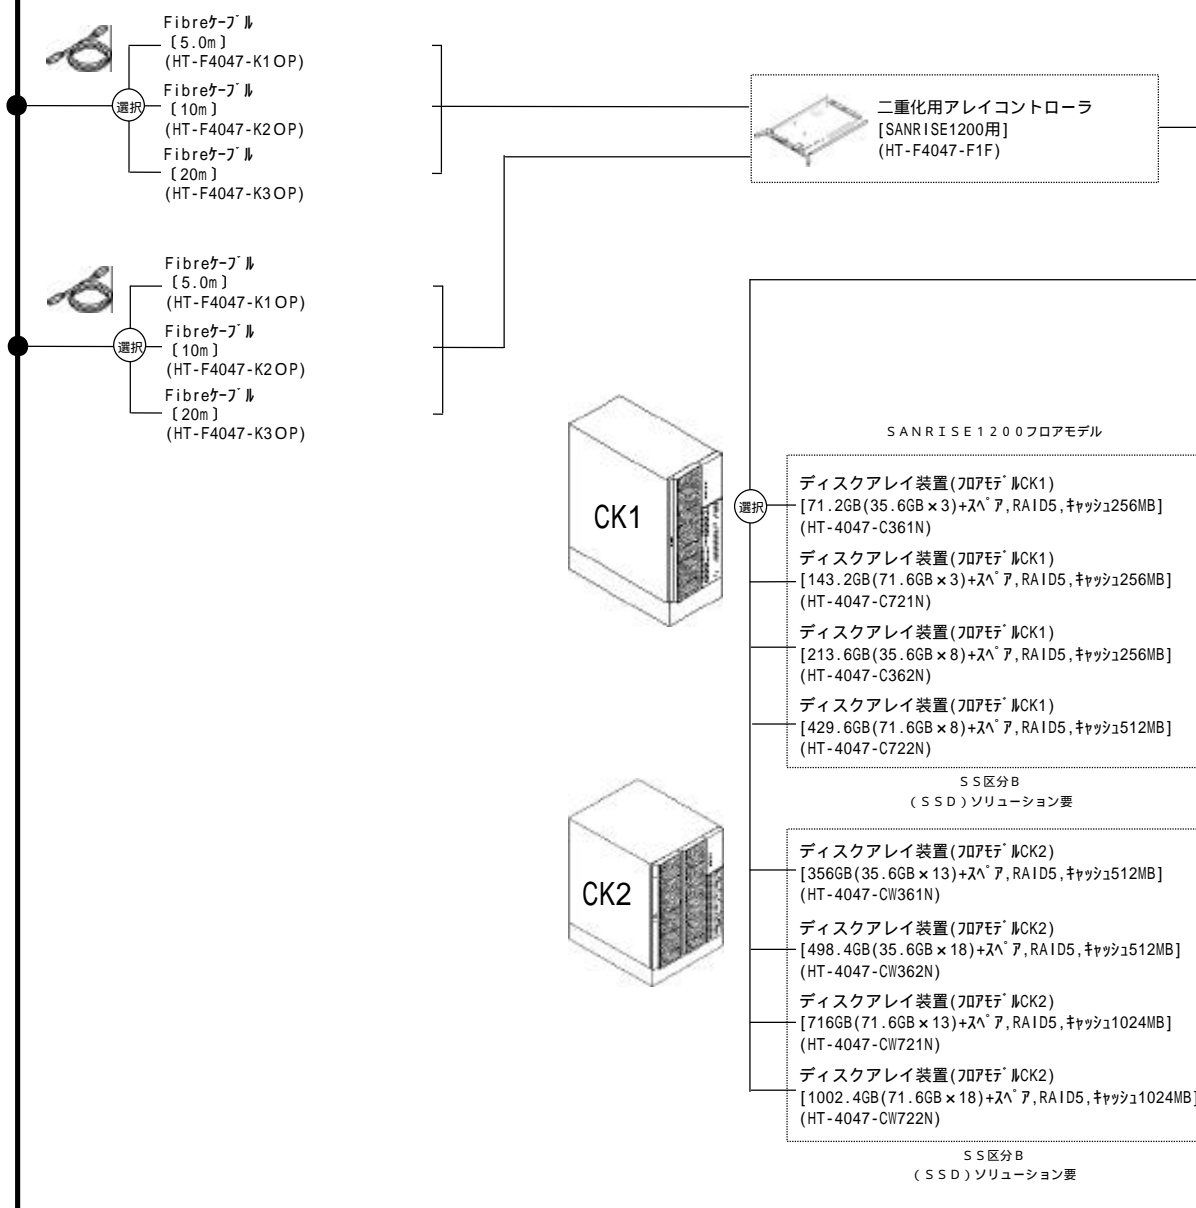 Fibreｹｰﾌﾞﾙ
〔5.0m〕
(HT-F4047-K1OP)
選択
Fibreｹｰﾌﾞﾙ
〔10m〕
(HT-F4047-K2OP)
Fibreｹｰﾌﾞﾙ
〔20m〕
(HT-F4047-K3OP)
二重化用アレイコントローラ
[SANRISE1200用]
(HT-F4047-F1F)
Fibreｹｰﾌﾞﾙ
〔5.0m〕
(HT-F4047-K1OP)
選択
Fibreｹｰﾌﾞﾙ
〔10m〕
(HT-F4047-K2OP)
Fibreｹｰﾌﾞﾙ
〔20m〕
(HT-F4047-K3OP)
ＳＡＮＲＩＳＥ１２００フロアモデル
CK1
選択
ディスクアレイ装置(ﾌﾛｱﾓﾃﾞﾙCK1)
[71.2GB(35.6GB×3)+ｽﾍﾟｱ,RAID5,ｷｬｯｼｭ256MB]
(HT-4047-C361N)
ディスクアレイ装置(ﾌﾛｱﾓﾃﾞﾙCK1)
[143.2GB(71.6GB×3)+ｽﾍﾟｱ,RAID5,ｷｬｯｼｭ256MB]
(HT-4047-C721N)
ディスクアレイ装置(ﾌﾛｱﾓﾃﾞﾙCK1)
[213.6GB(35.6GB×8)+ｽﾍﾟｱ,RAID5,ｷｬｯｼｭ256MB]
(HT-4047-C362N)
ディスクアレイ装置(ﾌﾛｱﾓﾃﾞﾙCK1)
[429.6GB(71.6GB×8)+ｽﾍﾟｱ,RAID5,ｷｬｯｼｭ512MB]
(HT-4047-C722N)
ＳＳ区分Ｂ
（ＳＳＤ）ソリューション要
CK2
ディスクアレイ装置(ﾌﾛｱﾓﾃﾞﾙCK2)
[356GB(35.6GB×13)+ｽﾍﾟｱ,RAID5,ｷｬｯｼｭ512MB]
(HT-4047-CW361N)
ディスクアレイ装置(ﾌﾛｱﾓﾃﾞﾙCK2)
[498.4GB(35.6GB×18)+ｽﾍﾟｱ,RAID5,ｷｬｯｼｭ512MB]
(HT-4047-CW362N)
ディスクアレイ装置(ﾌﾛｱﾓﾃﾞﾙCK2)
[716GB(71.6GB×13)+ｽﾍﾟｱ,RAID5,ｷｬｯｼｭ1024MB]
(HT-4047-CW721N)
ディスクアレイ装置(ﾌﾛｱﾓﾃﾞﾙCK2)
[1002.4GB(71.6GB×18)+ｽﾍﾟｱ,RAID5,ｷｬｯｼｭ1024MB]
(HT-4047-CW722N)
ＳＳ区分Ｂ
（ＳＳＤ）ソリューション要